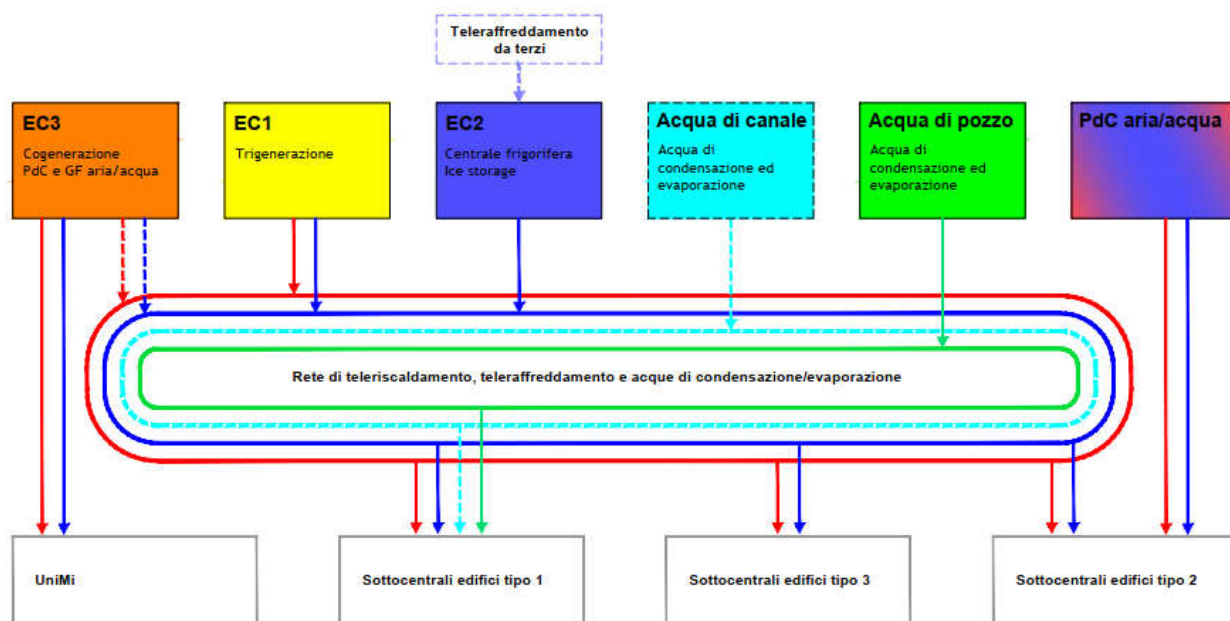 Teleraffreddamento
da terzi
EC3
Cogenerazione
PdC e GF aria/acqua
EC1
Trigenerazione
EC2
Centrale frigorifera
Ice storage
Acqua di canale
Acqua di
condensazione ed
evaporazione
Acqua di pozzo
Acqua di
condensazione ed
evaporazione
PdC aria/acqua
Rete di teleriscaldamento, teleraffreddamento e acque di condensazione/evaporazione
UniMi
Sottocentrali edifici tipo 1
Sottocentrali edifici tipo 3
Sottocentrali edifici tipo 2